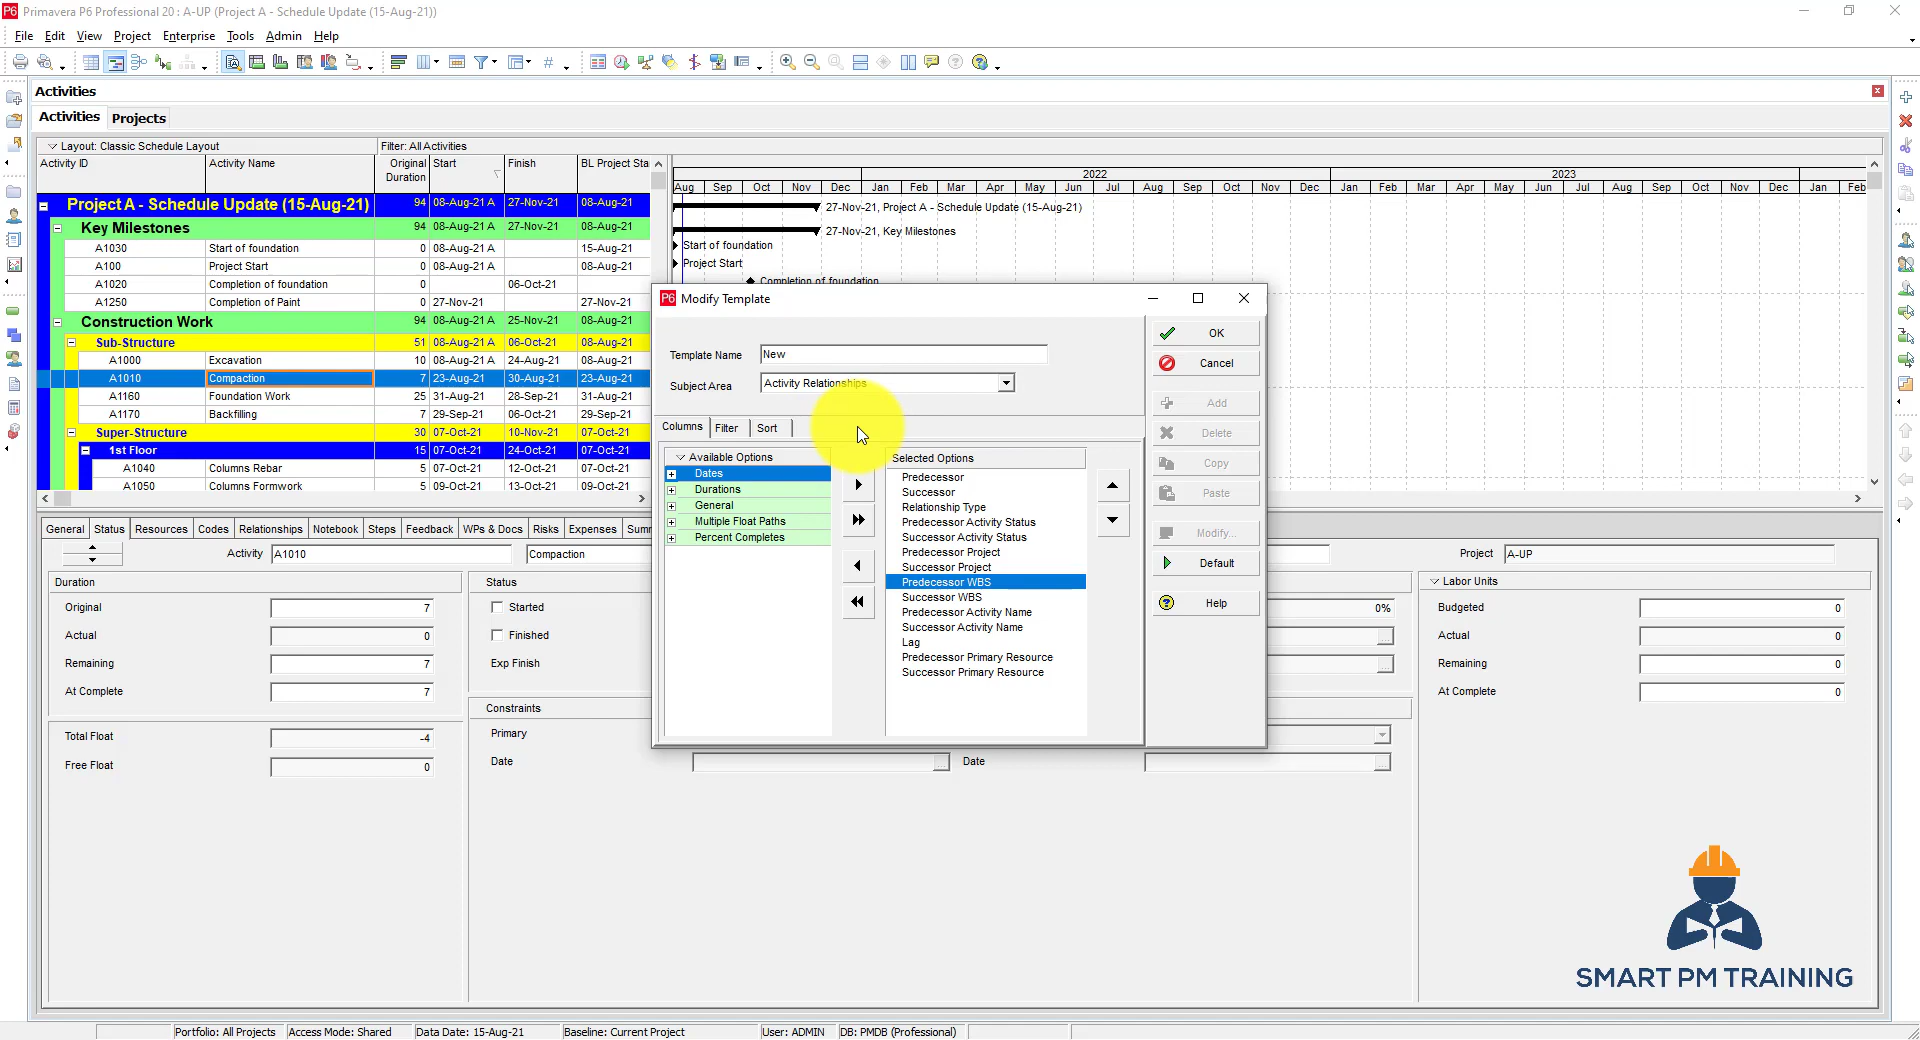 P6 Primavera P6 Professional 20 : A-UP (Project A - Schedule Update (15-Aug-21))
File Edit View Project Enterprise Tools Admin Help
Activities
Activities Projects
Layout: Classic Schedule Layout Filter: All Activities
Activity ID Activity Name Original Duration Start Finish BL Project Sta
2022 2023
Aug Sep Oct Nov Dec Jan Feb Mar Apr May Jun Jul Aug Sep Oct Nov Dec Jan Feb Mar Apr May Jun Jul Aug Sep Oct Nov Dec Jan Feb
Project A - Schedule Update (15-Aug-21) 94 08-Aug-21 A 27-Nov-21 08-Aug-21 27-Nov-21, Project A - Schedule Update (15-Aug-21)
Key Milestones 94 08-Aug-21 A 27-Nov-21 08-Aug-21 27-Nov-21, Key Milestones
A1030 Start of foundation 0 08-Aug-21 A 15-Aug-21 Start of foundation
A100 Project Start 0 08-Aug-21 A 08-Aug-21 Project Start
A1020 Completion of foundation 0 06-Oct-21 08-Aug-21 Completion of foundation
A1250 Completion of Paint 0 27-Nov-21 27-Nov-21
Construction Work 94 08-Aug-21 A 25-Nov-21 08-Aug-21
Sub-Structure 51 08-Aug-21 A 06-Oct-21 08-Aug-21
A1000 Excavation 10 08-Aug-21 A 24-Aug-21 08-Aug-21
A1010 Compaction 7 23-Aug-21 30-Aug-21 23-Aug-21
A1160 Foundation Work 25 31-Aug-21 28-Sep-21 31-Aug-21
A1170 Backfilling 7 29-Sep-21 06-Oct-21 29-Sep-21
Super-Structure 30 07-Oct-21 10-Nov-21 07-Oct-21
1st Floor 15 07-Oct-21 24-Oct-21 07-Oct-21
A1040 Columns Rebar 5 07-Oct-21 12-Oct-21 07-Oct-21
A1050 Columns Formwork 5 09-Oct-21 13-Oct-21 09-Oct-21
P6 Modify Template
Template Name New
Subject Area Activity Relationships
OK
Cancel
Add
Delete
Copy
Paste
Modify...
Default
Help
Columns Filter Sort
Available Options
Dates
Durations
General
Multiple Float Paths
Percent Completes
Selected Options
Predecessor
Successor
Relationship Type
Predecessor Activity Status
Successor Activity Status
Predecessor Project
Successor Project
Predecessor WBS
Successor WBS
Predecessor Activity Name
Successor Activity Name
Lag
Predecessor Primary Resource
Successor Primary Resource
General Status Resources Codes Relationships Notebook Steps Feedback WPs & Docs Risks Expenses Sum
Activity A1010 Compaction Project A-UP
Duration
Original 7
Actual 0
Remaining 7
At Complete 7
Total Float -4
Free Float 0
Status
Started
Finished
Exp Finish
0%
Constraints
Primary
Date Date
Labor Units
Budgeted 0
Actual 0
Remaining 0
At Complete 0
SMART PM TRAINING
Portfolio: All Projects Access Mode: Shared Data Date: 15-Aug-21 Baseline: Current Project User: ADMIN DB: PMDB (Professional)